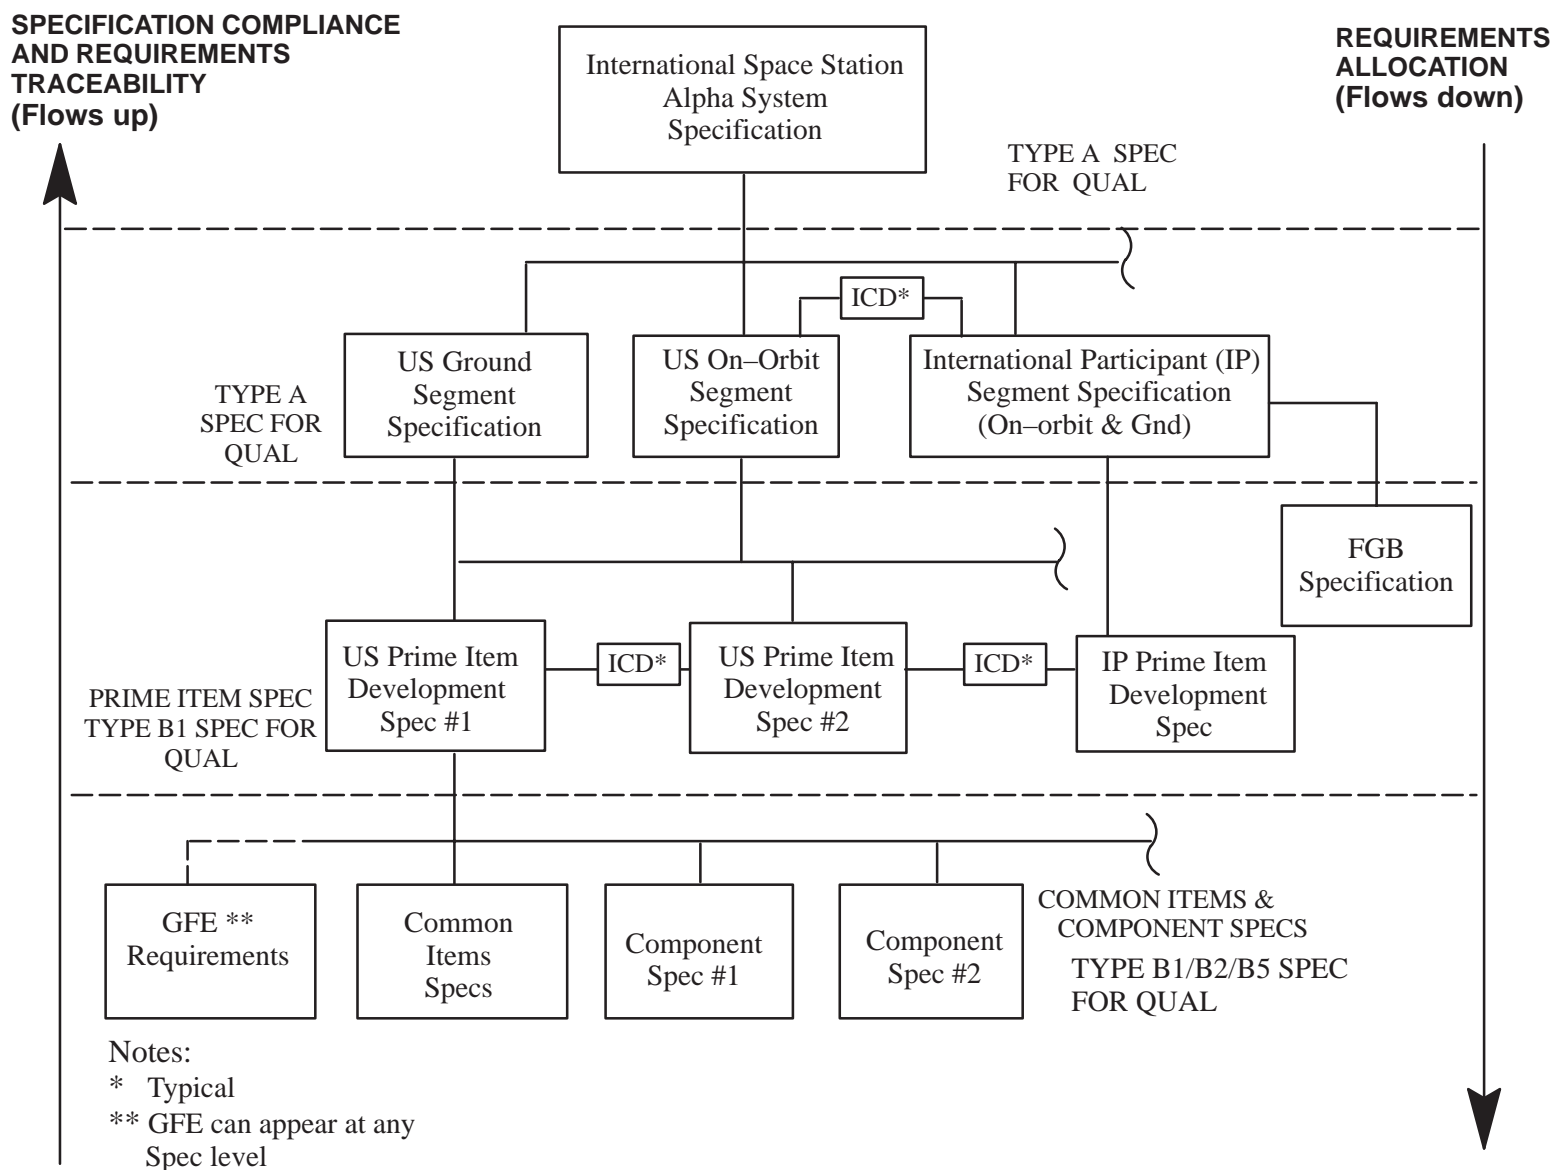 SPECIFICATION COMPLIANCE
AND REQUIREMENTS
TRACEABILITY
(Flows up)
International Space Station
Alpha System
Specification
REQUIREMENTS
ALLOCATION
(Flows down)
TYPE A SPEC
FOR QUAL
ICD*
US Ground
Segment
Specification
US On–Orbit
Segment
Specification
International Participant (IP)
Segment Specification
(On–orbit & Gnd)
TYPE A
SPEC FOR
QUAL
FGB
Specification
US Prime Item
Development
Spec #1
ICD*
US Prime Item
Development
Spec #2
ICD*
IP Prime Item
Development
Spec
PRIME ITEM SPEC
TYPE B1 SPEC FOR
QUAL
GFE **
Requirements
Common
Items
Specs
Component
Spec #1
Component
Spec #2
COMMON ITEMS &
COMPONENT SPECS
TYPE B1/B2/B5 SPEC
FOR QUAL
Notes:
* Typical
** GFE can appear at any
Spec level